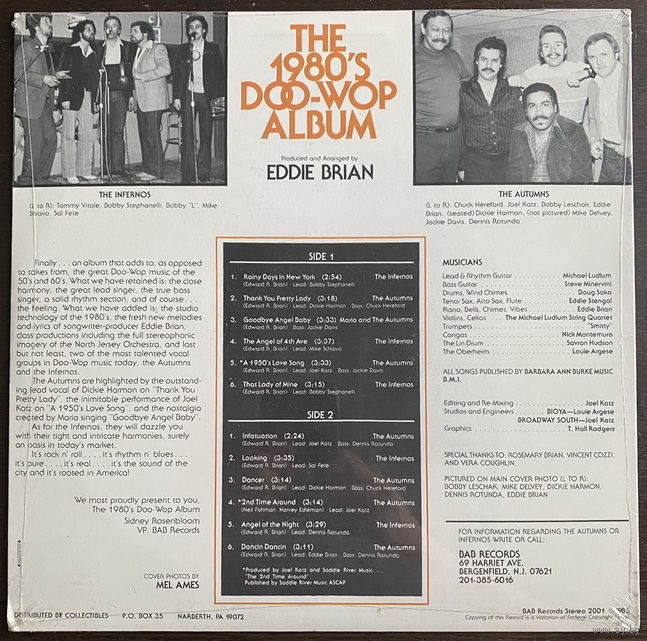 THE
1980'S
DOO-WOP
ALBUM
Produced and Arranged by
EDDIE BRIAN
THE INFERNOS
(L to R): Tommy Vitale, Bobby Stephanelli, Bobby "L", Mike
Shiavo, Sal Fete
THE AUTUMNS
(L to R): Chuck Hereford, Joel Katz, Bobby Leschak, Eddie
Brian, (seated) Dickie Harmon, (not pictured) Mike Delvey,
Jackie Davis, Dennis Rotunda
Finally . . . an album that adds to, as opposed
to takes from, the great Doo-Wop music of the
50's and 60's. What we have retained is: the close
harmony, the great lead singer, the true bass
singer, a solid rhythm section, and of course . . .
the feeling. What we have added is; the studio
technology of the 1980's, the fresh new melodies
and lyrics of songwriter-producer Eddie Brian,
class productions including the full stereophonic
imagery of the North Jersey Orchestra, and last
but not least, two of the most talented vocal
groups in Doo-Wop music today, the Autumns
and the Infernos.
The Autumns are highlighted by the outstand-
ing lead vocal of Dickie Harmon on "Thank You
Pretty Lady", the inimitable performance of Joel
Katz on "A 1950's Love Song", and the nostalgia
created by Maria singing "Goodbye Angel Baby".
As for the Infernos, they will dazzle you
with their tight and intricate harmonies, surely
an oasis in today's market.
It's rock n' roll . . . .it's rhythm n' blues . . . .
it's pure . . . .it's real . . . .it's the sound of the
city and it's rooted in America!
We most proudly present to you,
The 1980's Doo-Wop Album
Sidney Rosenbloom
V.P. BAB Records
COVER PHOTOS BY
MEL AMES
SIDE 1
1. Rainy Days in New York (2:54) The Infernos
(Edward R. Brian) Lead: Bobby Stephanelli
2. Thank You Pretty Lady (3:18) The Autumns
(Edward R. Brian) Lead: Dickie Harmon Bass: Chuck Hereford
3. Goodbye Angel Baby (3:33) Maria and The Autumns
(Edward R. Brian) Bass: Jackie Davis
4. The Angel of 4th Ave (3:37) The Infernos
(Edward R. Brian) Lead: Mike Schiavo
5. *A 1950's Love Song (3:33) The Autumns
(Edward R. Brian) Lead: Joel Katz Bass: Jackie Davis
6. That Lady of Mine (3:15) The Infernos
(Edward R. Brian) Lead: Bobby Stephanelli
SIDE 2
1. Infatuation (2:24) The Autumns
(Edward R. Brian) Lead: Joel Katz Bass: Dennis Rotunda
2. Looking (3:35) The Infernos
(Edward R. Brian) Lead: Sal Fete
3. Dancer (3:14) The Autumns
(Edward R. Brian) Lead: Dickie Harmon Bass: Chuck Hereford
4. *2nd Time Around (3:14) The Autumns
(Neil Fishman, Harvey Edleman) Lead: Joel Katz
5. Angel of the Night (3:29) The Infernos
(Edward R. Brian) Lead: Dennis Rotunda
6. Dancin Dancin (3:11) The Autumns
(Edward R. Brian) Lead: Eddie Brian Bass: Dennis Rotunda
*Produced by Joel Katz and Saddle River Music . . .
"The 2nd Time Around"
Published by Saddle River Music ASCAP
MUSICIANS
Lead & Rhythm Guitar . . . . . Michael Ludlum
Bass Guitar . . . . . Steve Minervini
Drums, Wind Chimes . . . . . Doug Sako
Tenor Sax, Alto Sax, Flute . . . . . Eddie Stengal
Piano, Bells, Chimes, Vibes . . . . . Eddie Brian
Violins, Cellos . . . . The Michael Ludlum String Quartet
Trumpets . . . . . "Smitty"
Congas . . . . . Nick Montemuro
The Lin Drum . . . . . Savron Hudson
The Oberheim . . . . . Louie Argese
ALL SONGS PUBLISHED BY BARBARA ANN BURKE MUSIC
B.M.I.
Editing and Re-Mixing . . . . . Joel Katz
Studios and Engineers . . . . . BIOYA—Louie Argese
BROADWAY SOUTH—Joel Katz
Graphics . . . . . T. Hall Rodgers
SPECIAL THANKS TO: ROSEMARY BRIAN, VINCENT COZZI,
AND VERA COUGHLIN
PICTURED ON MAIN COVER PHOTO (L TO R):
BOBBY LESCHAK, MIKE DELVEY, DICKIE HARMON,
DENNIS ROTUNDA, EDDIE BRIAN
FOR INFORMATION REGARDING THE AUTUMNS OR
INFERNOS WRITE OR CALL:
BAB RECORDS
69 HARRIET AVE.
BERGENFIELD, N.J. 07621
201-385-6016
DISTRIBUTED BY COLLECTIBLES P.O. BOX 35 NARBERTH, PA 19072
BAB Records Stereo 2001 1985
Copying of this Record is a Violation of Federal Copyright